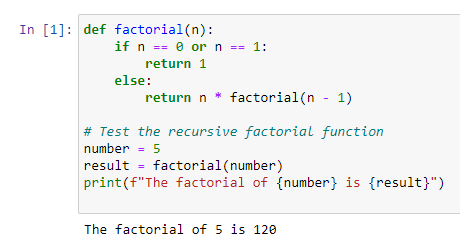 In [1]: def factorial(n):
    if n == 0 or n == 1:
        return 1
    else:
        return n * factorial(n - 1)

# Test the recursive factorial function
number = 5
result = factorial(number)
print(f"The factorial of {number} is {result}")

The factorial of 5 is 120